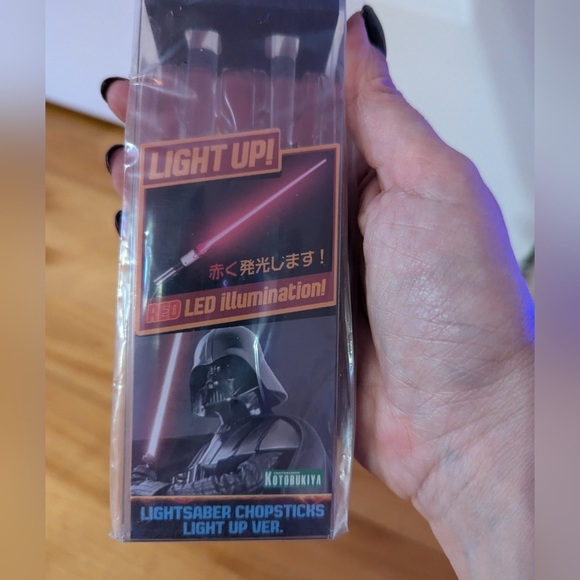 LIGHT UP!
赤く発光します!
RED LED illumination!
KOTOBUKIYA
LIGHTSABER CHOPSTICKS
LIGHT UP VER.